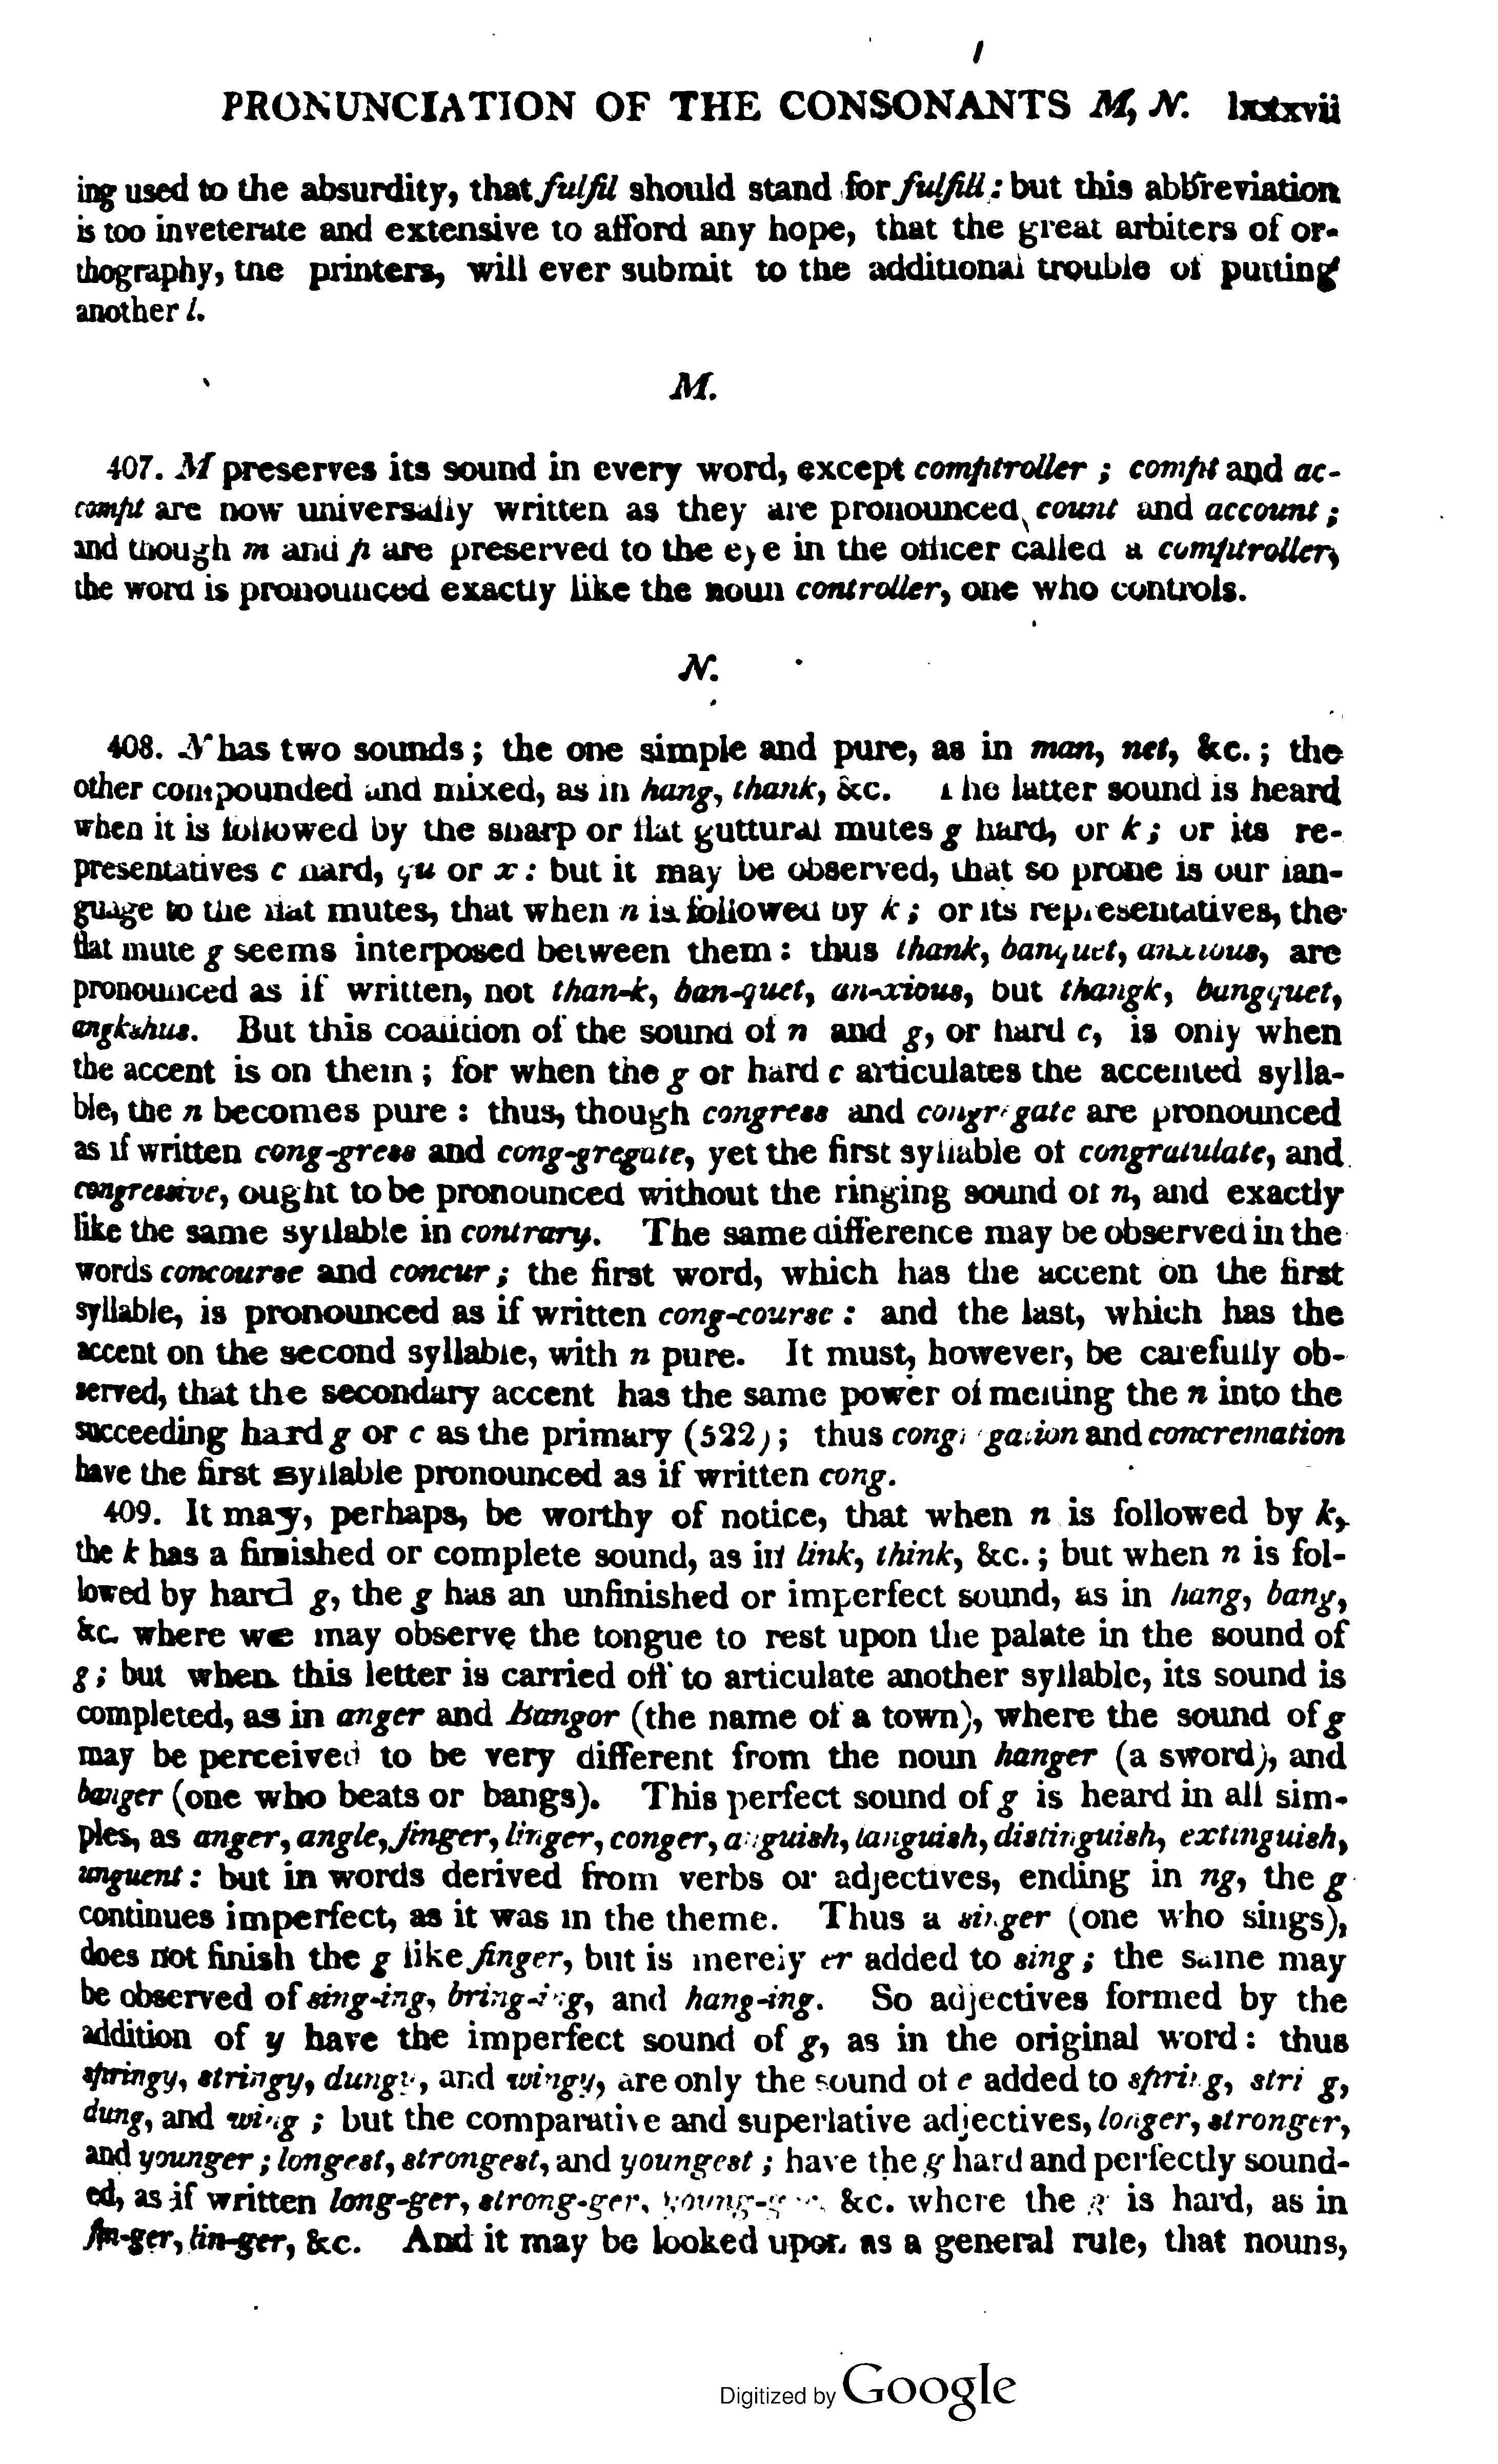 PRONUNCIATION OF THE CONSONANTS M, N. lxxxvii
ing used to the absurdity, that fulfil should stand for fulfill: but this abbreviation
is too inveterate and extensive to afford any hope, that the great arbiters of or-
thography, the printers, will ever submit to the additional trouble of putting
another l.
M.
407. M preserves its sound in every word, except comptroller; compt and ac-
compt are now universally written as they are pronounced, count and account;
and though m and p are preserved to the eye in the officer called a comptroller,
the word is pronounced exactly like the noun controller, one who controls.
N.
408. N has two sounds; the one simple and pure, as in man, net, &c.; the
other compounded and mixed, as in hang, thank, &c. The latter sound is heard
when it is followed by the sharp or flat guttural mutes g hard, or k; or its re-
presentatives c hard, qu or x: but it may be observed, that so prone is our lan-
guage to the flat mutes, that when n is followed by k; or its representatives, the
flat mute g seems interposed between them: thus thank, banquet, anxious, are
pronounced as if written, not than-k, ban-quet, an-xious, but thangk, bangquet,
angkshus. But this coalition of the sound of n and g, or hard c, is only when
the accent is on them; for when the g or hard c articulates the accented sylla-
ble, the n becomes pure: thus, though congress and congregate are pronounced
as if written cong-gress and cong-gregate, yet the first syllable of congratulate, and
congressive, ought to be pronounced without the ringing sound of n, and exactly
like the same syllable in contrary. The same difference may be observed in the
words concourse and concur; the first word, which has the accent on the first
syllable, is pronounced as if written cong-course: and the last, which has the
accent on the second syllable, with n pure. It must, however, be carefully ob-
served, that the secondary accent has the same power of melting the n into the
succeeding hard g or c as the primary (522); thus congregation and concremation
have the first syllable pronounced as if written cong.
409. It may, perhaps, be worthy of notice, that when n is followed by k,
the k has a finished or complete sound, as in link, think, &c.; but when n is fol-
lowed by hard g, the g has an unfinished or imperfect sound, as in hang, bang,
&c. where we may observe the tongue to rest upon the palate in the sound of
g; but when this letter is carried off to articulate another syllable, its sound is
completed, as in anger and Bangor (the name of a town), where the sound of g
may be perceived to be very different from the noun hanger (a sword), and
banger (one who beats or bangs). This perfect sound of g is heard in all sim-
ples, as anger, angle, finger, linger, conger, anguish, languish, distinguish, extinguish,
unguent: but in words derived from verbs or adjectives, ending in ng, the g
continues imperfect, as it was in the theme. Thus a singer (one who sings),
does not finish the g like finger, but is merely er added to sing; the same may
be observed of sing-ing, bring-ing, and hang-ing. So adjectives formed by the
addition of y have the imperfect sound of g, as in the original word: thus
springy, stringy, dungy, and wingy, are only the sound of e added to spring, string,
dung, and wing; but the comparative and superlative adjectives, longer, stronger,
and younger; longest, strongest, and youngest; have the g hard and perfectly sound-
ed, as if written long-ger, strong-ger, young-ger, &c. where the g is hard, as in
fin-ger, lin-ger, &c. And it may be looked upon as a general rule, that nouns,
Digitized by Google